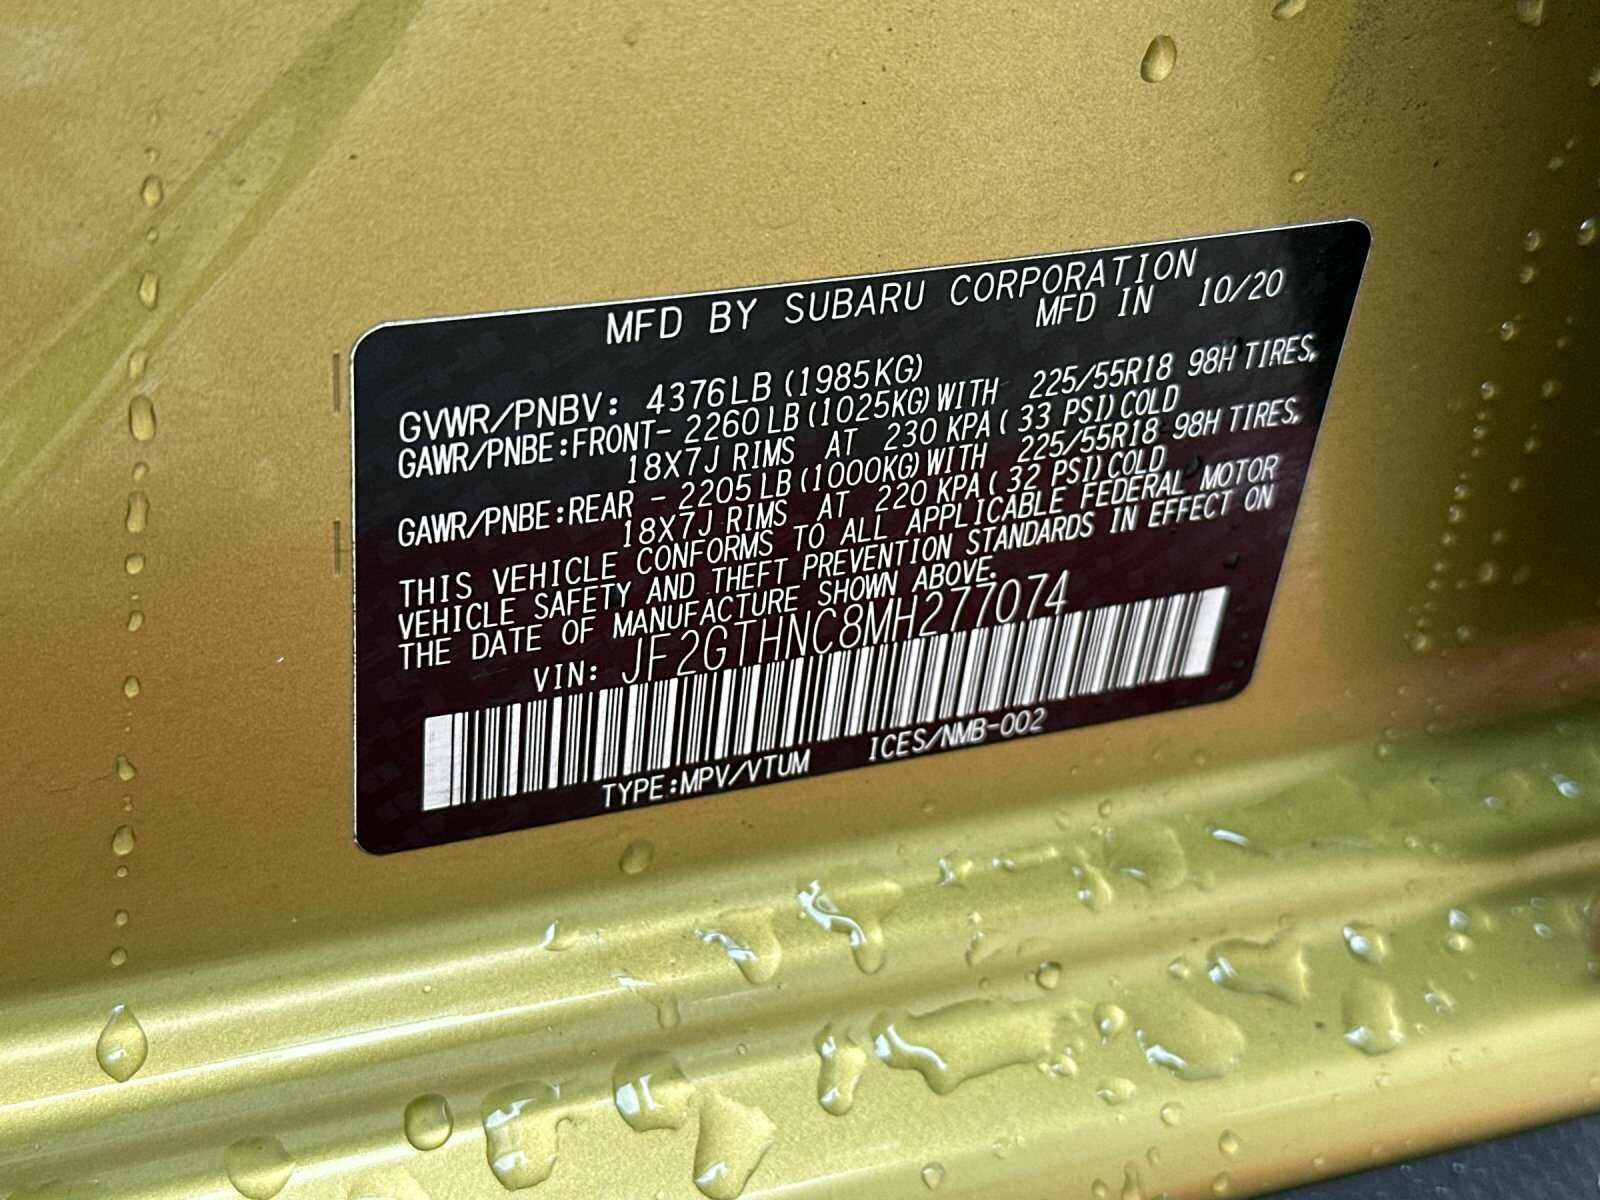 MFD BY SUBARU CORPORATION
MFD IN 10/20
GVWR/PNBV: 4376LB (1985KG)
GAWR/PNBE:FRONT- 2260LB(1025KG)WITH 225/55R18 98H TIRES,
18X7J RIMS AT 230 KPA( 33 PSI)COLD
GAWR/PNBE:REAR - 2205LB(1000KG)WITH 225/55R18 98H TIRES,
18X7J RIMS AT 220 KPA( 32 PSI)COLD
THIS VEHICLE CONFORMS TO ALL APPLICABLE FEDERAL MOTOR
VEHICLE SAFETY AND THEFT PREVENTION STANDARDS IN EFFECT ON
THE DATE OF MANUFACTURE SHOWN ABOVE.
VIN: JF2GTHNC8MH277074
TYPE:MPV/VTUM ICES/NMB-002